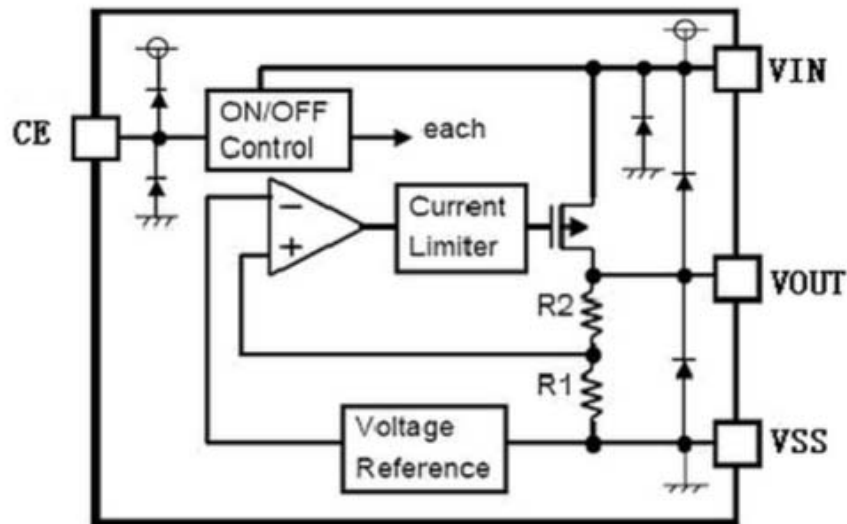 VIN
CE
ON/OFF
Control
each
−
+
Current
Limiter
VOUT
R2
R1
Voltage
Reference
VSS